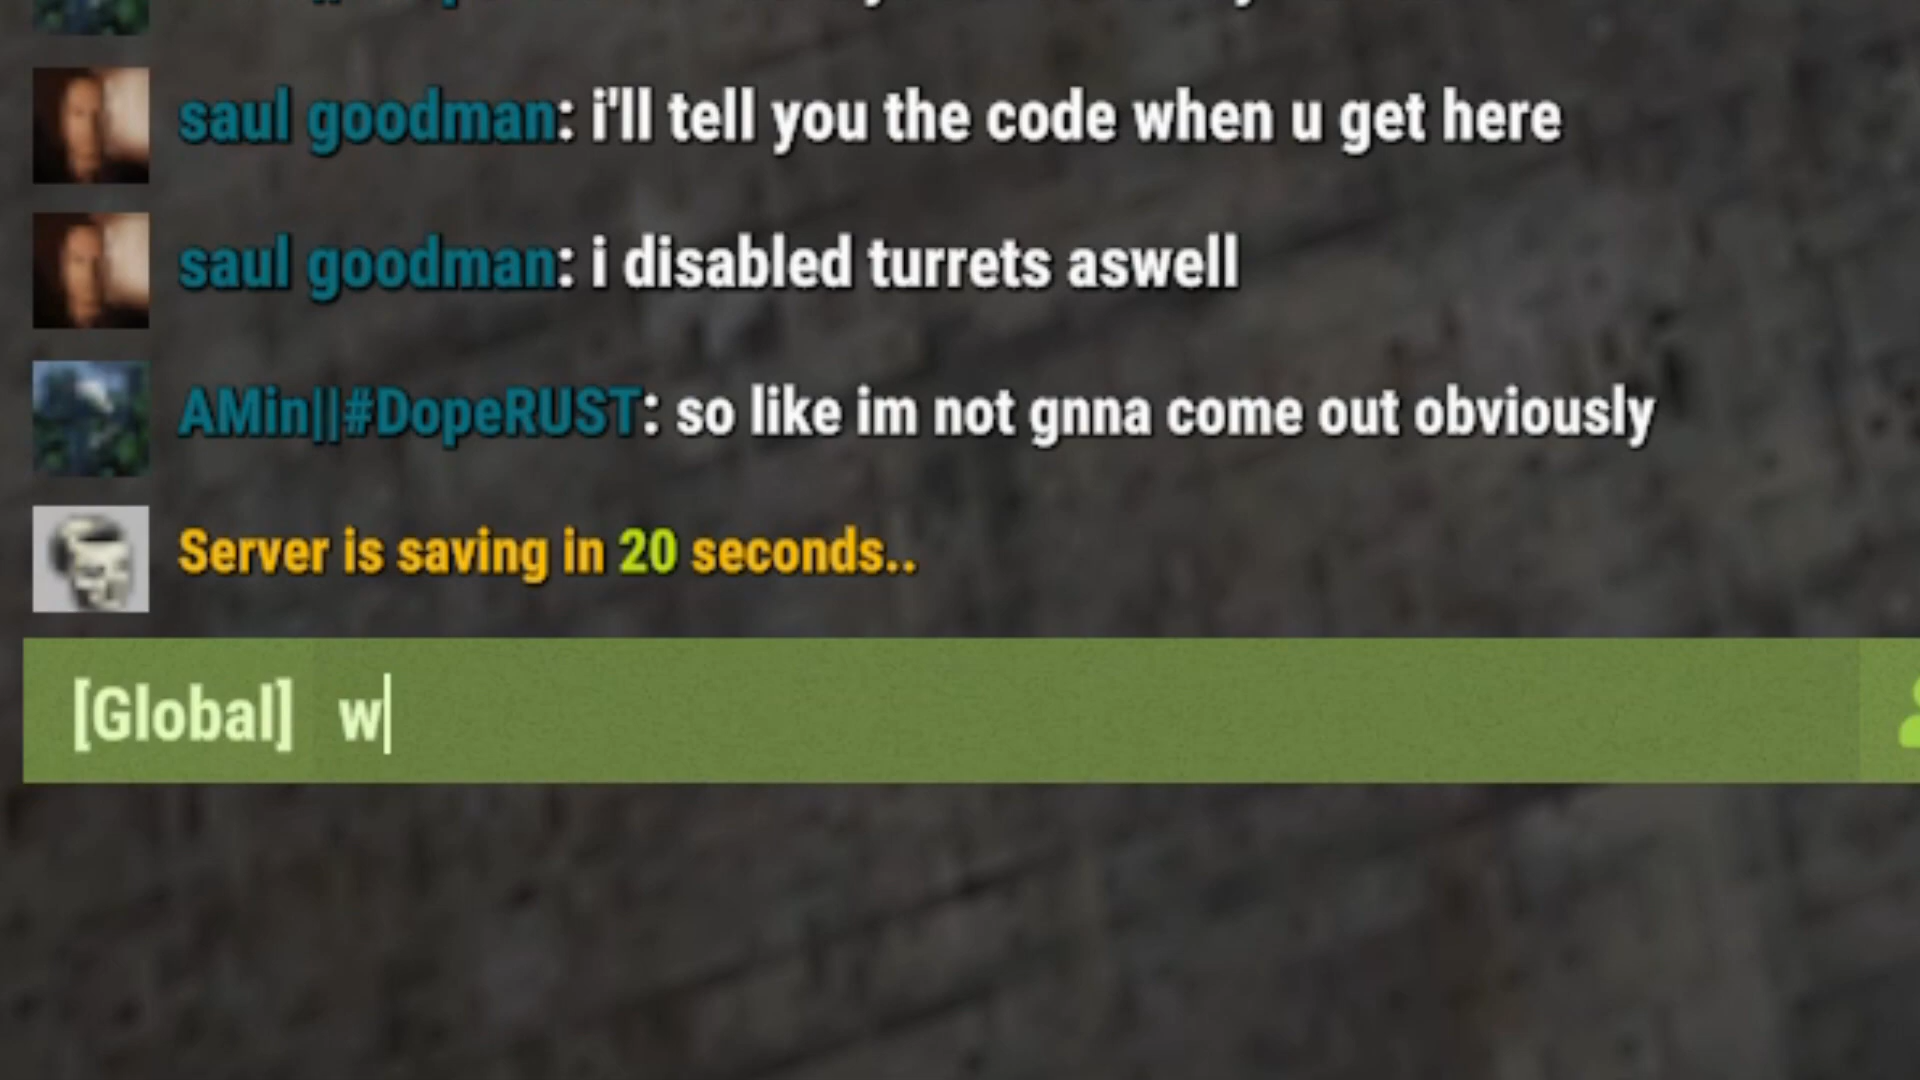 saul goodman: i'll tell you the code when u get here
saul goodman: i disabled turrets aswell
AMin||#DopeRUST: so like im not gnna come out obviously
Server is saving in 20 seconds..
[Global] w